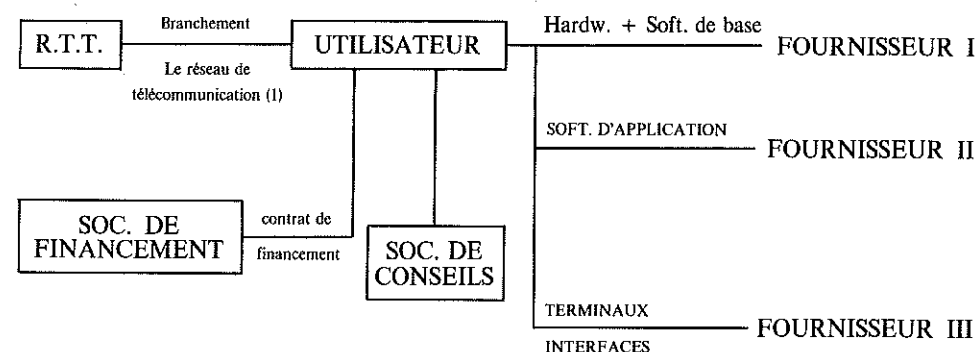 Branchement
R.T.T.
UTILISATEUR
Hardw. + Soft. de base
FOURNISSEUR I
Le réseau de
télécommunication (1)
SOFT. D'APPLICATION
FOURNISSEUR II
SOC. DE
FINANCEMENT
contrat de
financement
SOC. DE
CONSEILS
TERMINAUX
INTERFACES
FOURNISSEUR III